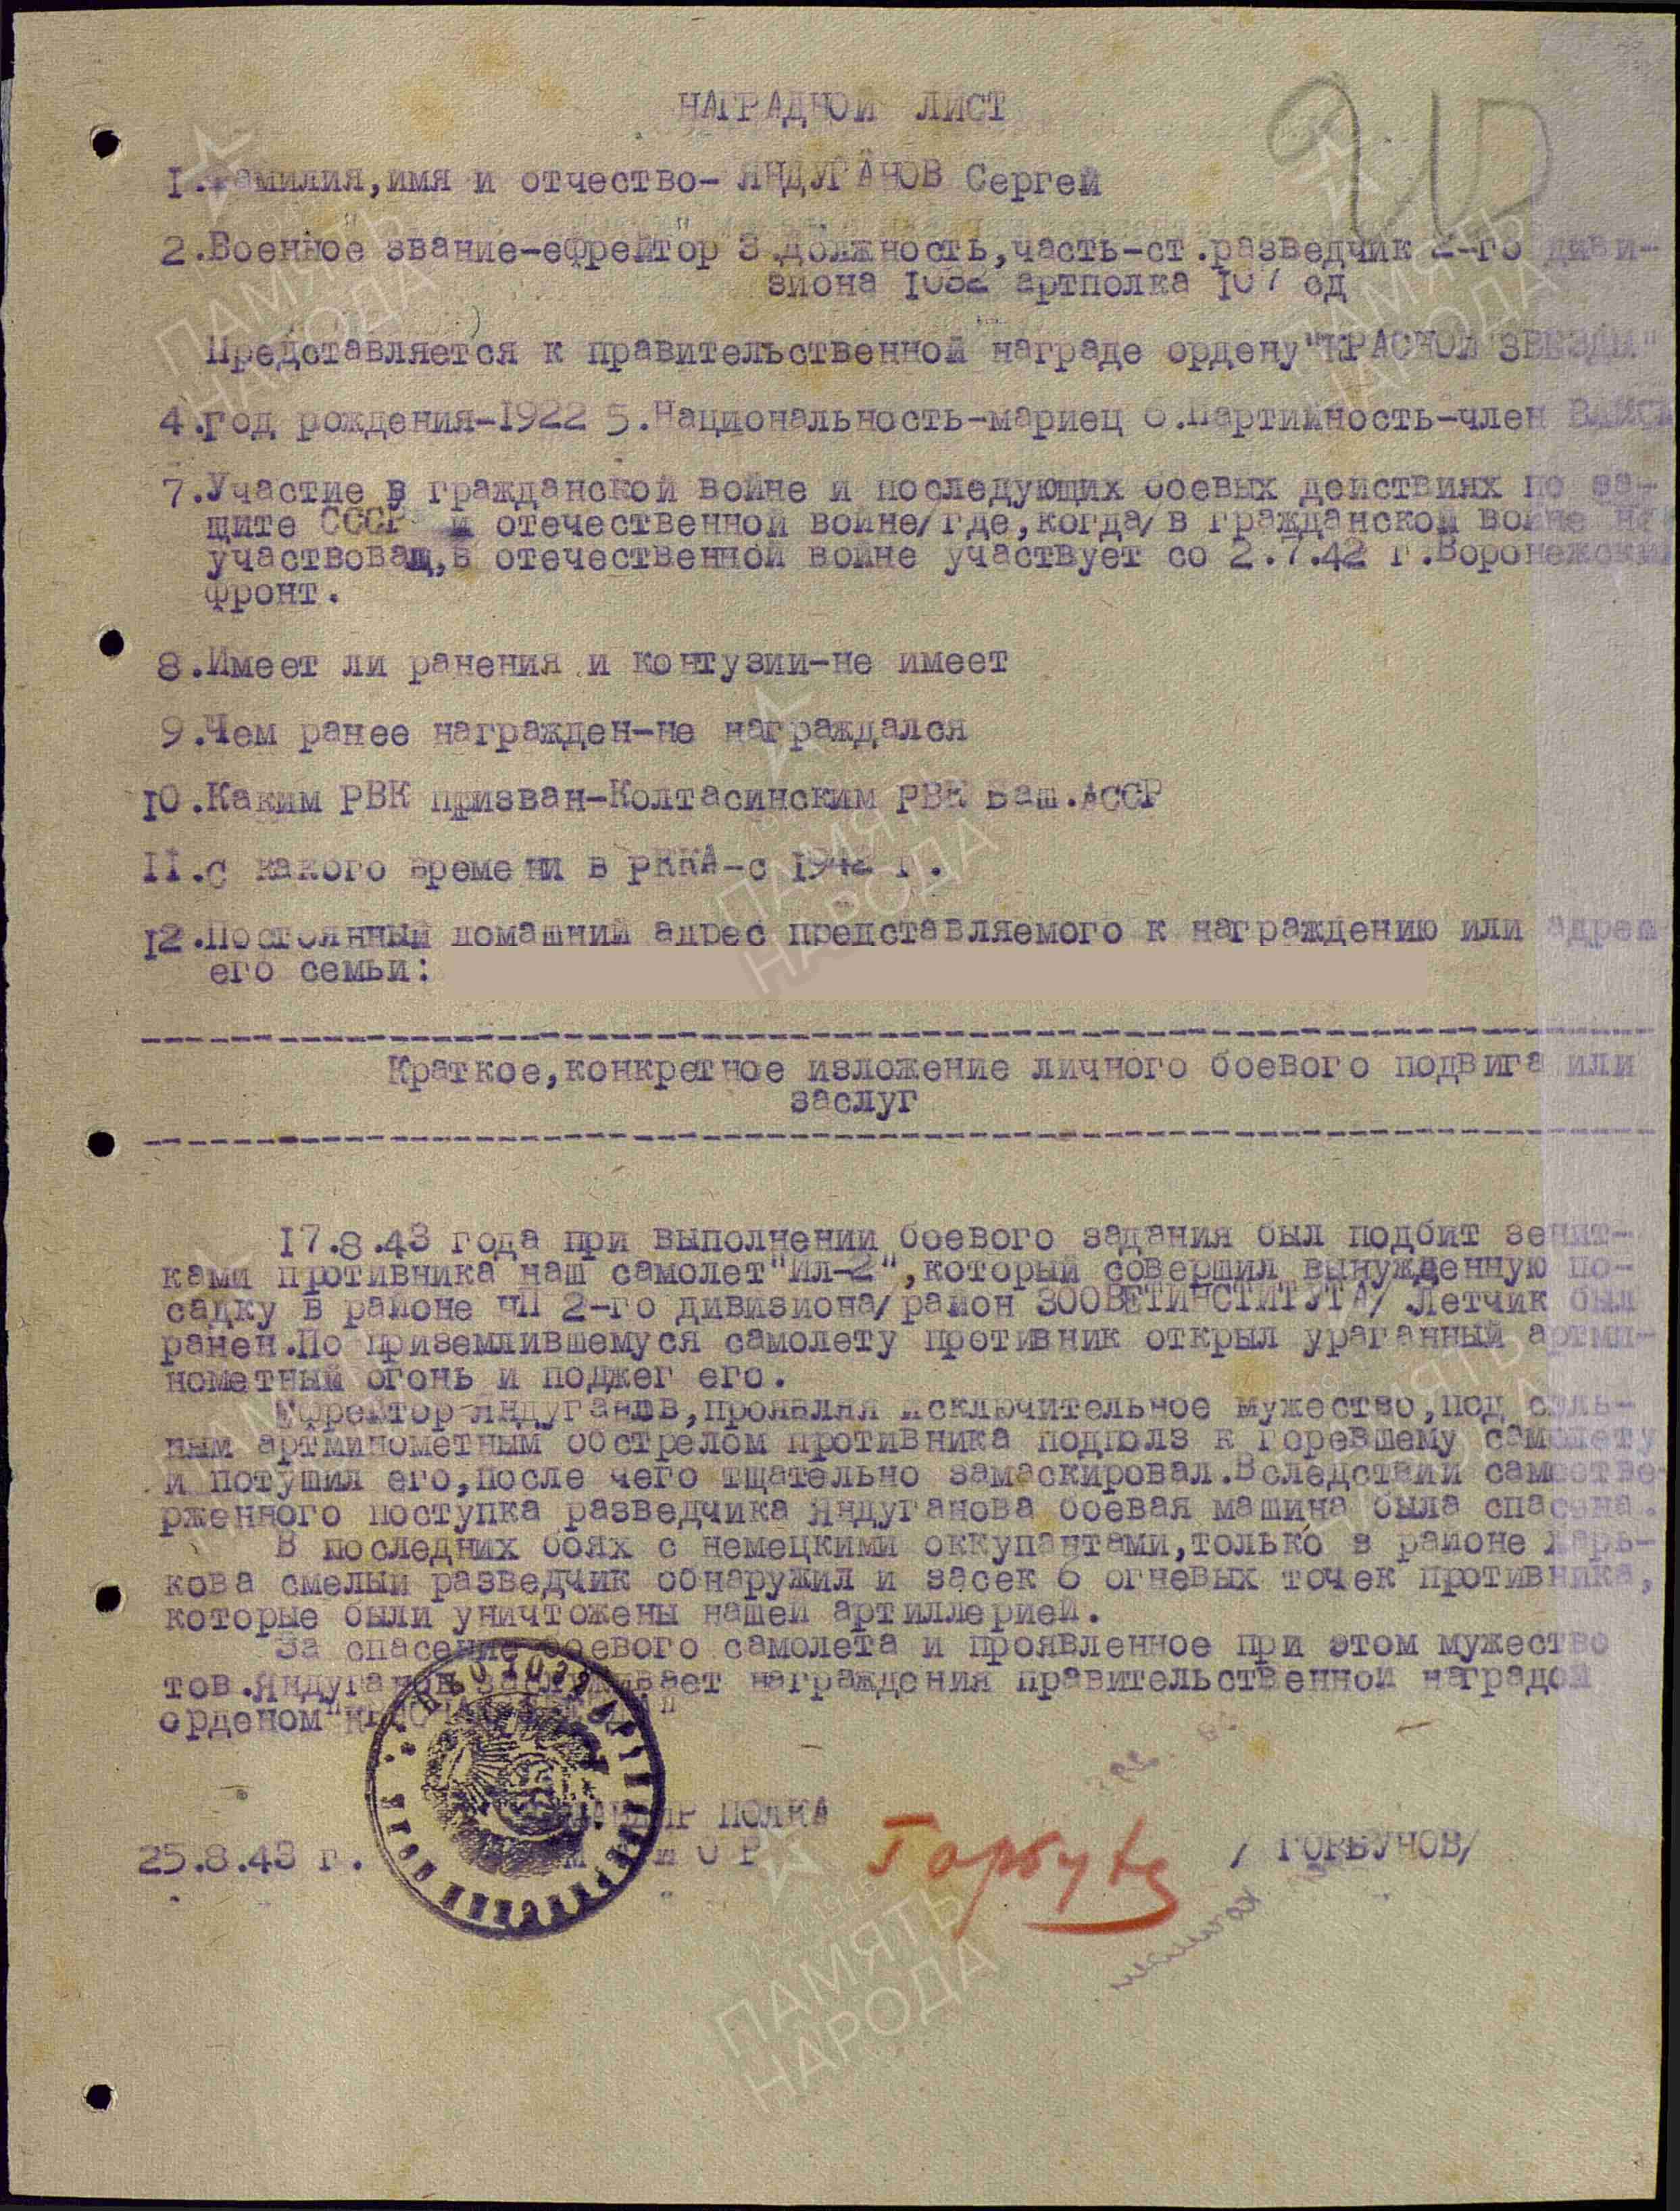 НАГРАДНОЙ ЛИСТ
1.Фамилия,имя и отчество- ЯНДУГАНОВ Сергей
2.Военное звание-ефрейтор 3.Должность,часть-ст.разведчик 2-го диви-
зиона 1032 артполка 107 сд
Представляется к правительственной награде ордену"КРАСНОЙ ЗВЕЗДЫ"
4.год рождения-1922 5.Национальность-мариец 6.Партийность-член ВЛКСМ
7.Участие в гражданской войне и последующих боевых действиях по за-
щите СССР и отечественной войне/где,когда/в гражданской войне не
участвовал,в отечественной войне участвует со 2.7.42 г.Воронежский
фронт.
8.Имеет ли ранения и контузии-не имеет
9.Чем ранее награжден-не награждался
10.Каким РВК призван-Колтасинским РВК Баш.АССР
11.с какого времени в РККА-с 1942 г.
12.Постоянный домашний адрес представляемого к награждению или адрес
его семьи:
Краткое,конкретное изложение личного боевого подвига или
заслуг
17.8.43 года при выполнении боевого задания был подбит зенит-
ками противника наш самолет"Ил-2",который совершил вынужденную по-
садку в районе НП 2-го дивизиона/район ЗООВЕТИНСТИТУТА/ Летчик был
ранен.По приземлившемуся самолету противник открыл ураганный артми-
нометный огонь и поджег его.
Ефрейтор Яндуганов,проявляя исключительное мужество,под силь-
ным артминометным обстрелом противника подполз к горевшему самолету
и потушил его,после чего тщательно замаскировал.Вследствии самоотве-
рженного поступка разведчика Яндуганова боевая машина была спасена.
В последних боях с немецкими оккупантами,только в районе Харь-
кова смелый разведчик обнаружил и засек 6 огневых точек противника,
которые были уничтожены нашей артиллерией.
За спасение боевого самолета и проявленное при этом мужество
тов.Яндуганов заслуживает награждения правительственной наградой
орденом"КРАСНАЯ ЗВЕЗДА"
КОМАНДИР ПОЛКА
25.8.43 г. Горбунов /ГОРБУНОВ/
ПАМЯТЬ
НАРОДА